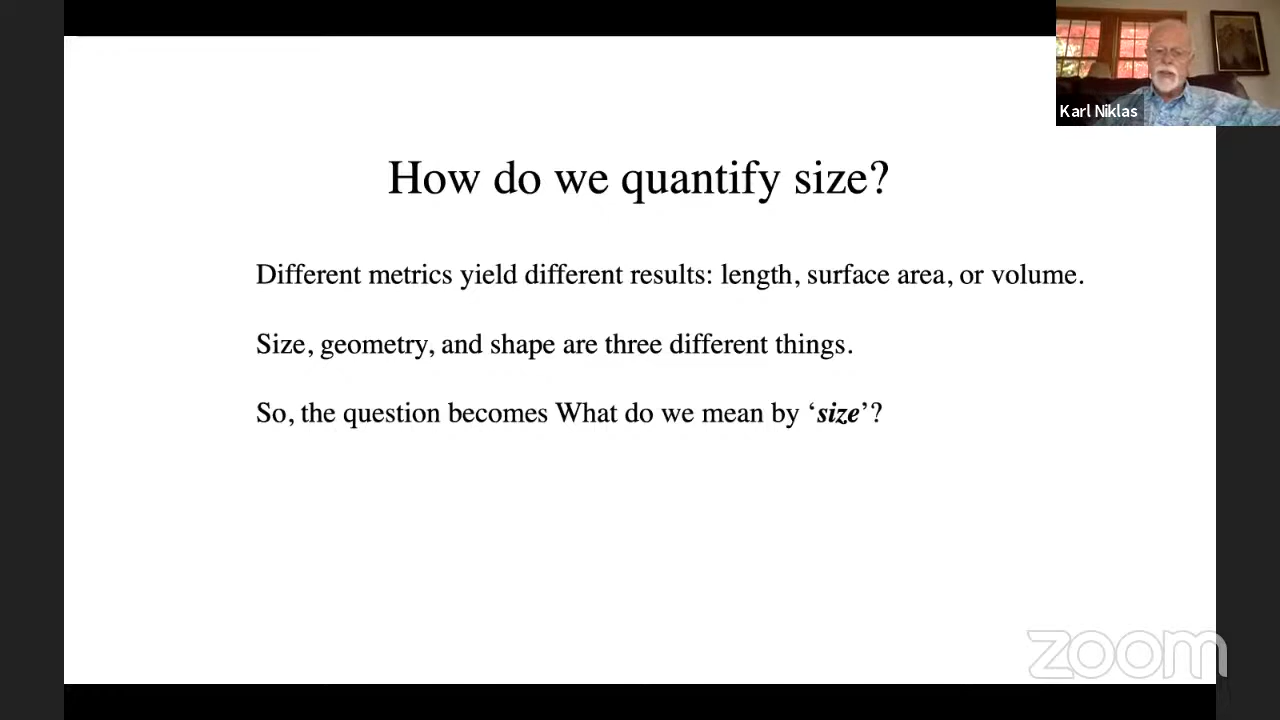 Karl Niklas
How do we quantify size?
Different metrics yield different results: length, surface area, or volume.
Size, geometry, and shape are three different things.
So, the question becomes What do we mean by ‘size’?
zoom